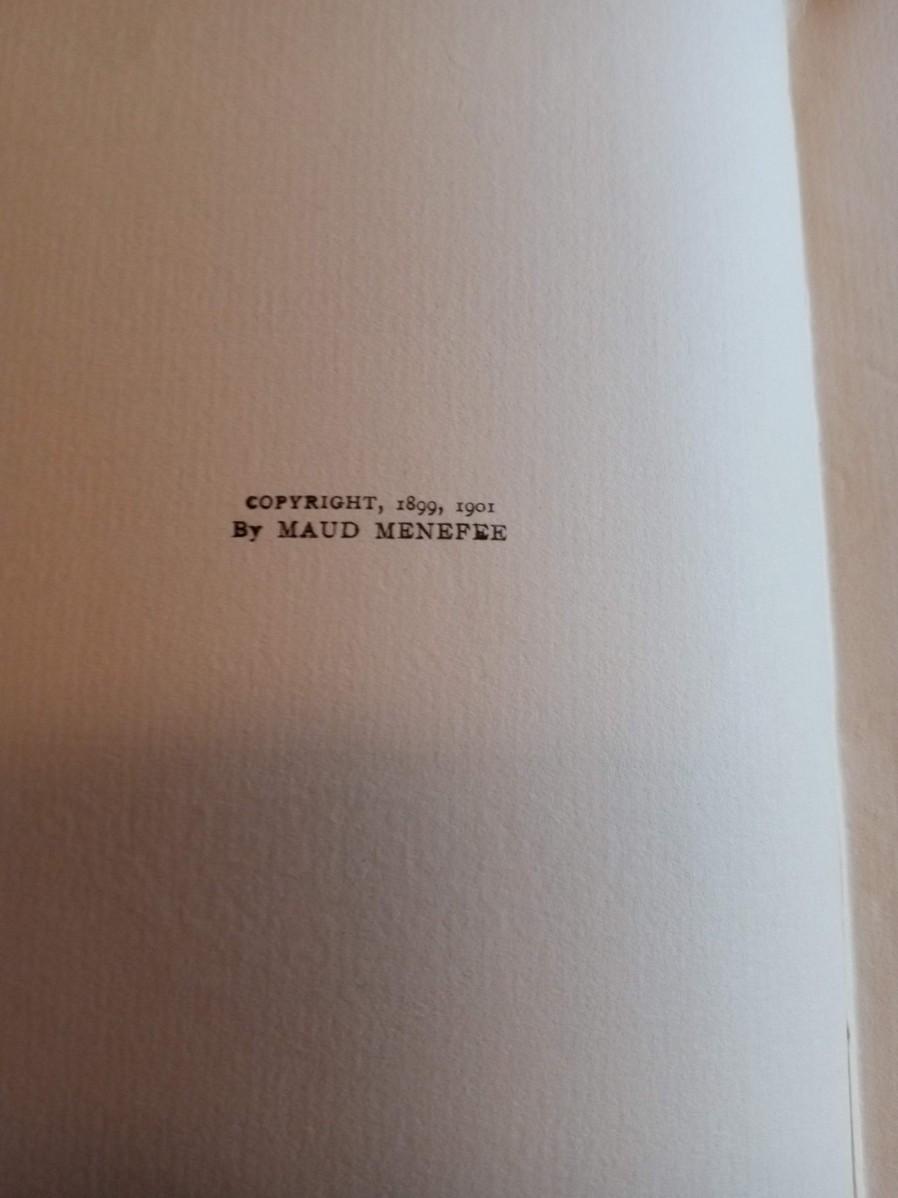 COPYRIGHT, 1899, 1901
By MAUD MENEFEE